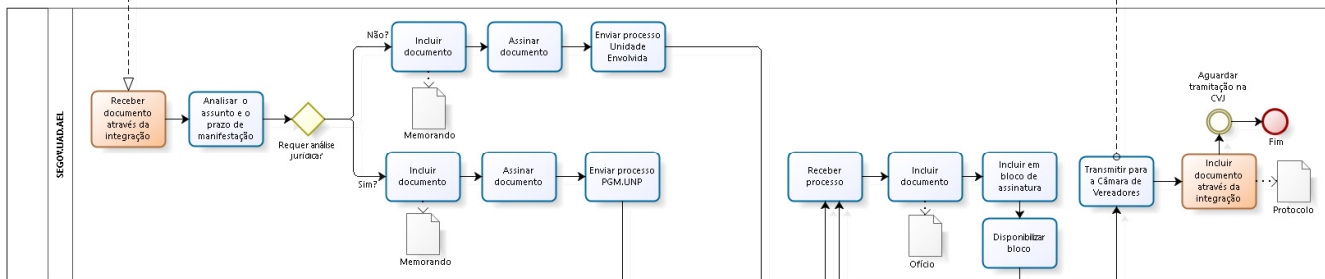 SEGOV.UAD.AEL
Receber
documento
através da
integração
Analisar o
assunto e o
prazo de
manifestação
Requer análise
jurídica?
Não?
Incluir
documento
Memorando
Assinar
documento
Enviar processo
Unidade
Envolvida
Sim?
Incluir
documento
Memorando
Assinar
documento
Enviar processo
PGM.UNP
Receber
processo
Incluir
documento
Ofício
Incluir em
bloco de
assinatura
Disponibilizar
bloco
Transmitir para
a Câmara de
Vereadores
Incluir
documento
através da
integração
Protocolo
Aguardar
tramitação na
CVJ
Fim